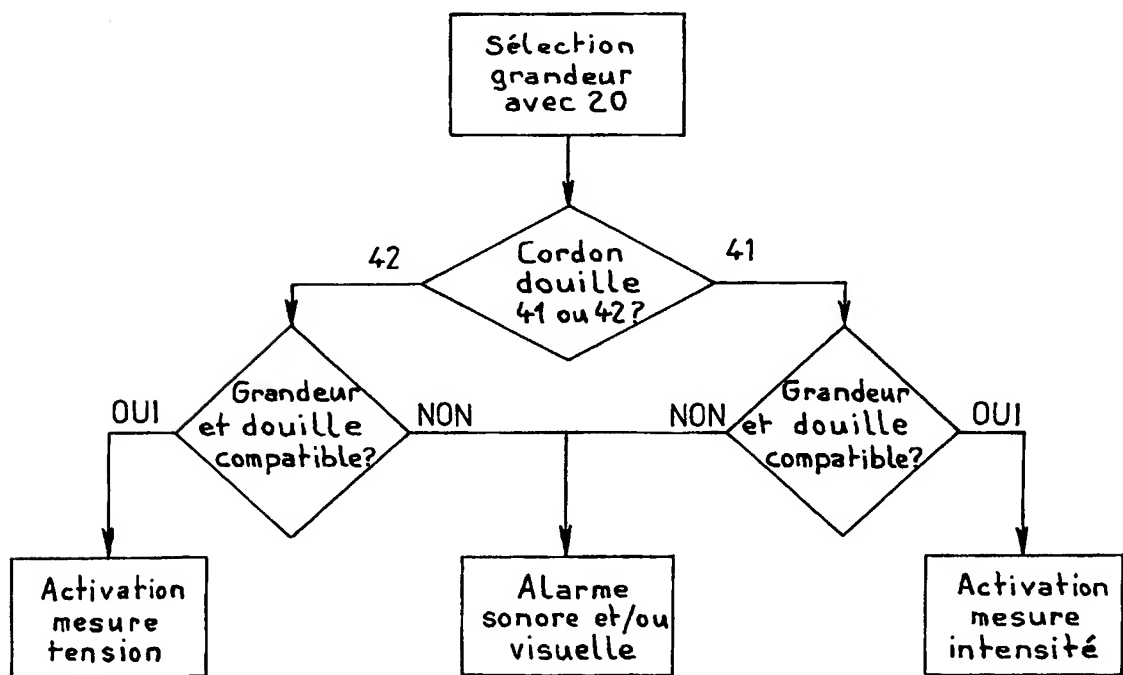 Sélection
grandeur
avec 20
42
Cordon
douille
41 ou 42?
41
OUI
Grandeur
et douille
compatible?
NON
NON
Grandeur
et douille
compatible?
OUI
Activation
mesure
tension
Alarme
sonore et/ou
visuelle
Activation
mesure
intensité